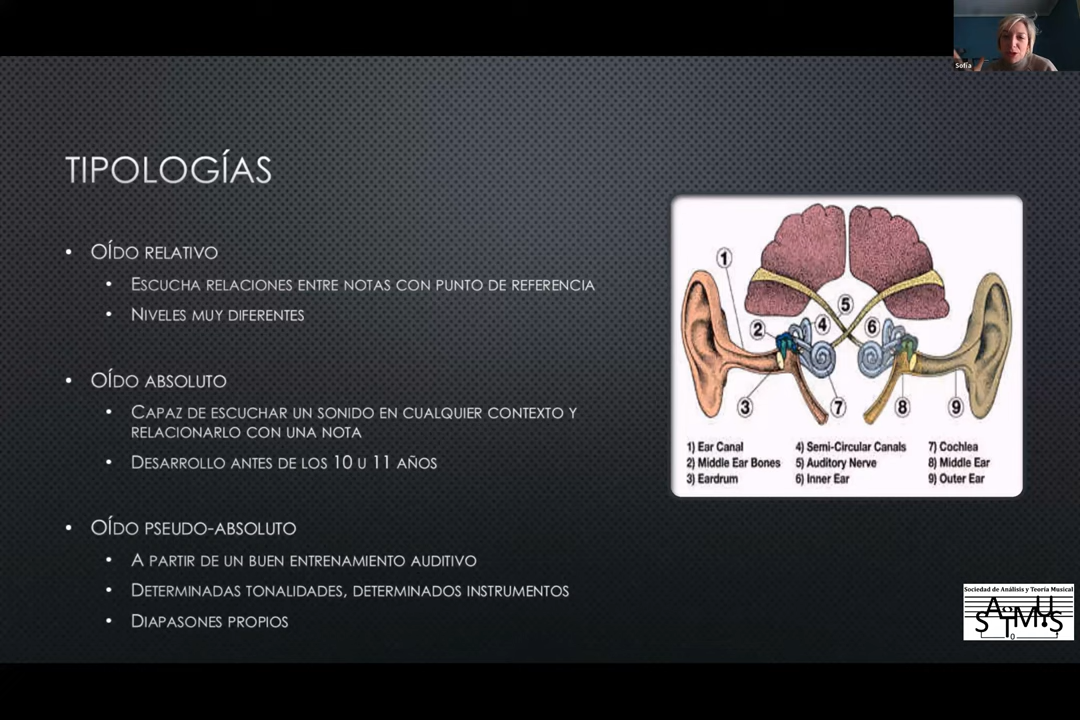 Sofía
TIPOLOGÍAS
• OÍDO RELATIVO
• ESCUCHA RELACIONES ENTRE NOTAS CON PUNTO DE REFERENCIA
• NIVELES MUY DIFERENTES
• OÍDO ABSOLUTO
• CAPAZ DE ESCUCHAR UN SONIDO EN CUALQUIER CONTEXTO Y
RELACIONARLO CON UNA NOTA
• DESARROLLO ANTES DE LOS 10 U 11 AÑOS
• OÍDO PSEUDO-ABSOLUTO
• A PARTIR DE UN BUEN ENTRENAMIENTO AUDITIVO
• DETERMINADAS TONALIDADES, DETERMINADOS INSTRUMENTOS
• DIAPASONES PROPIOS
1
2
4
5
6
3
7
8
9
1) Ear Canal
2) Middle Ear Bones
3) Eardrum
4) Semi-Circular Canals
5) Auditory Nerve
6) Inner Ear
7) Cochlea
8) Middle Ear
9) Outer Ear
Sociedad de Análisis y Teoría Musical